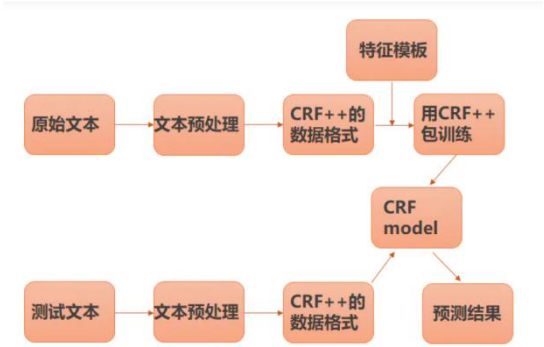 特征模板
原始文本
文本预处理
CRF++的
数据格式
用CRF++
包训练
CRF
model
测试文本
文本预处理
CRF++的
数据格式
预测结果